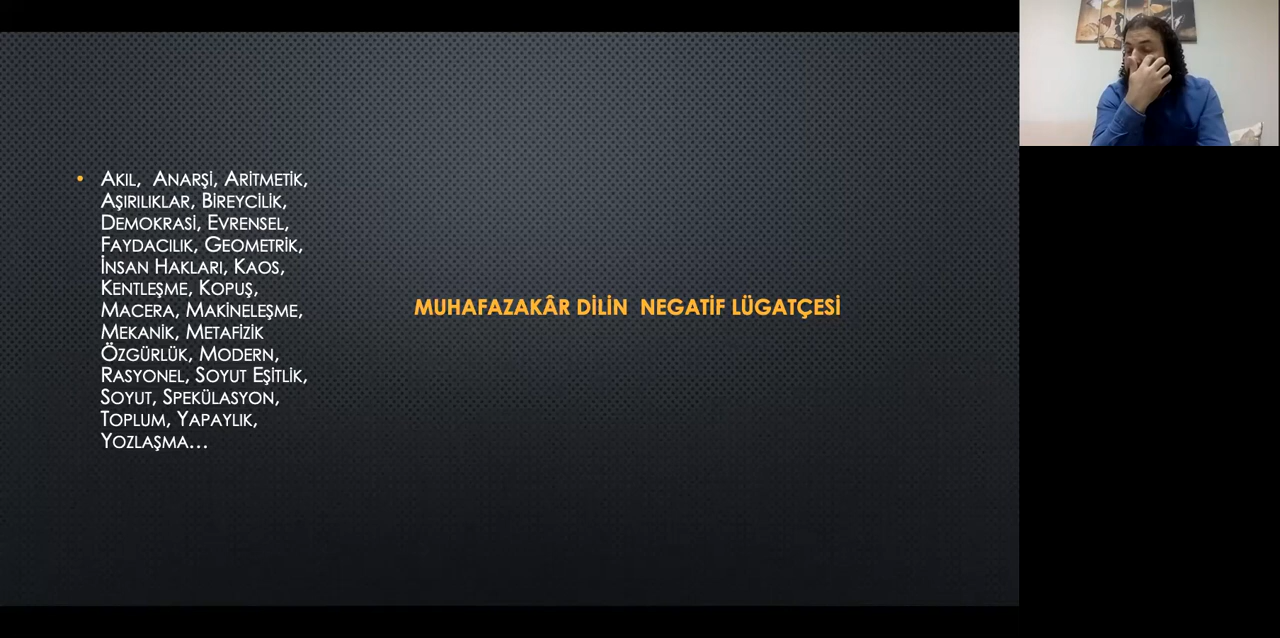 • Akıl, Anarşi, Aritmetik,
Aşırılıklar, Bireycilik,
Demokrasi, Evrensel,
Faydacılık, Geometrik,
İnsan Hakları, Kaos,
Kentleşme, Kopuş,
Macera, Makineleşme,
Mekanik, Metafizik
Özgürlük, Modern,
Rasyonel, Soyut Eşitlik,
Soyut, Spekülasyon,
Toplum, Yapaylık,
Yozlaşma...
MUHAFAZAKÂR DİLİN NEGATİF LÜGATÇESİ